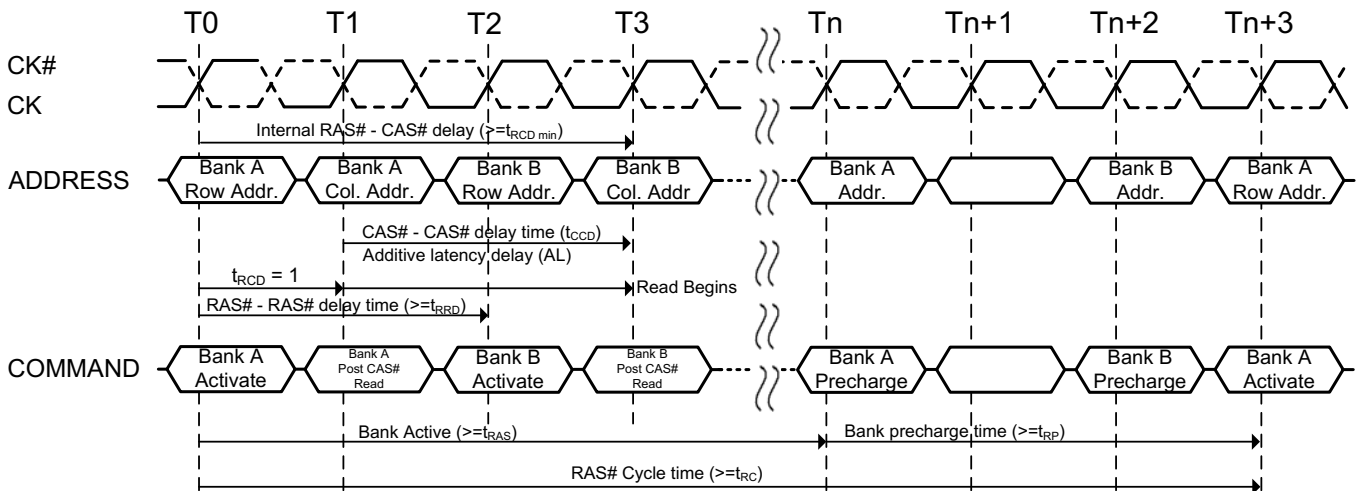 T0 T1 T2 T3 Tn Tn+1 Tn+2 Tn+3
CK#
CK
Internal RAS# - CAS# delay (>=tRCD min)
ADDRESS
Bank A
Row Addr.
Bank A
Col. Addr.
Bank B
Row Addr.
Bank B
Col. Addr
Bank A
Addr.
Bank B
Addr.
Bank A
Row Addr.
CAS# - CAS# delay time (tCCD)
Additive latency delay (AL)
tRCD = 1
Read Begins
RAS# - RAS# delay time (>=tRRD)
COMMAND
Bank A
Activate
Bank A
Post CAS#
Read
Bank B
Activate
Bank B
Post CAS#
Read
Bank A
Precharge
Bank B
Precharge
Bank A
Activate
Bank Active (>=tRAS)
Bank precharge time (>=tRP)
RAS# Cycle time (>=tRC)